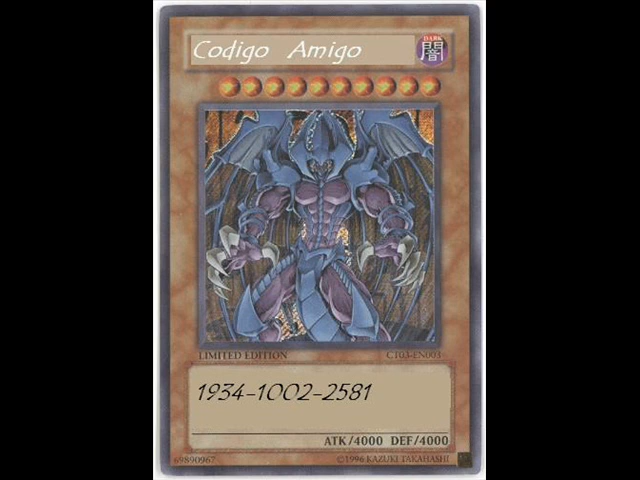 Codigo Amigo
DARK
闇
LIMITED EDITION
CT03-EN003
1934-1002-2581
ATK/4000 DEF/4000
69890967
©1996 KAZUKI TAKAHASHI